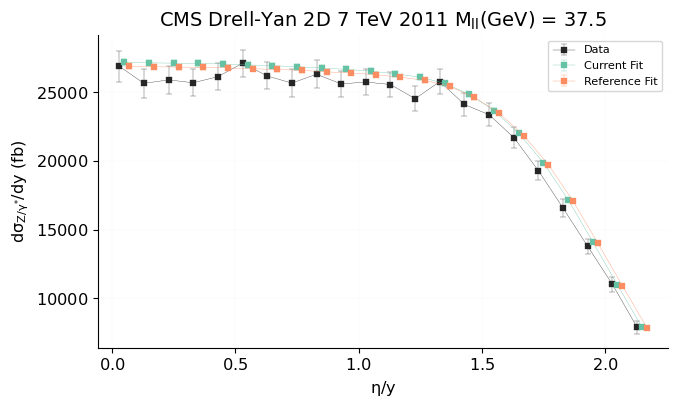 CMS Drell-Yan 2D 7 TeV 2011 M_ll(GeV) = 37.5
Data
Current Fit
Reference Fit
dσ_Z/γ*/dy (fb)
25000
20000
15000
10000
0.0 0.5 1.0 1.5 2.0
η/y